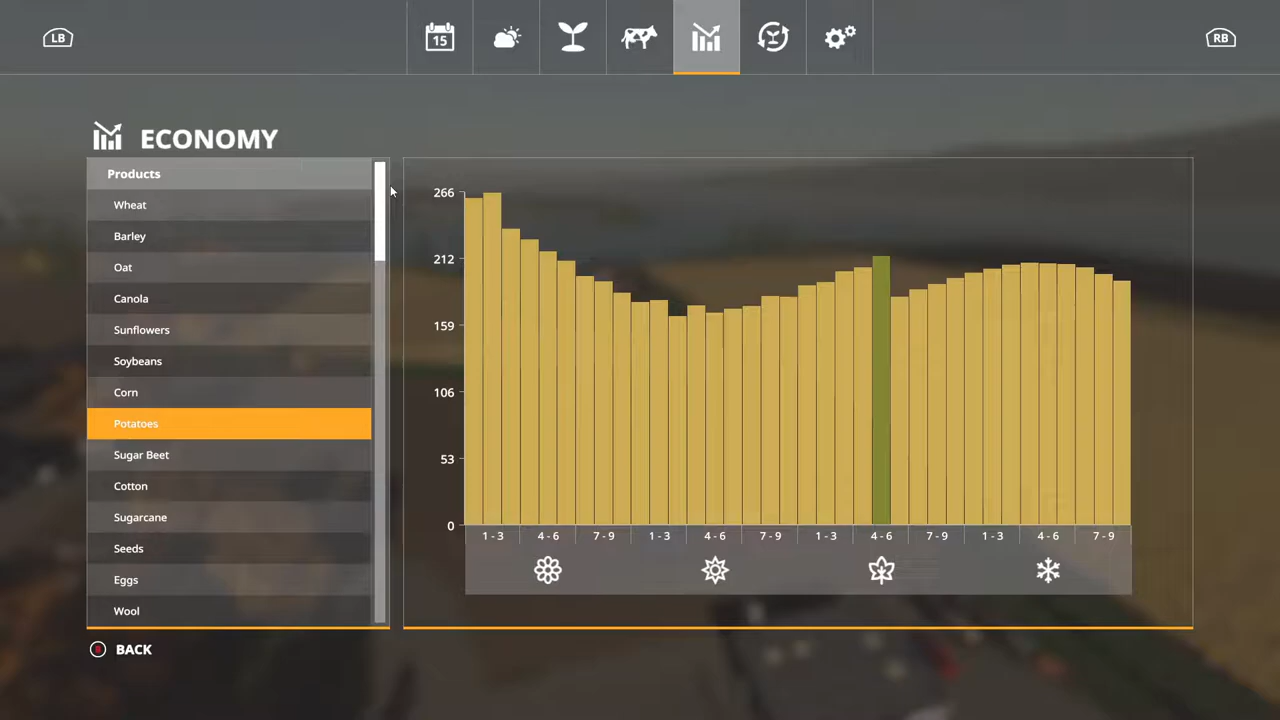 LB
15
RB
ECONOMY
Products
Wheat
Barley
Oat
Canola
Sunflowers
Soybeans
Corn
Potatoes
Sugar Beet
Cotton
Sugarcane
Seeds
Eggs
Wool
266
212
159
106
53
0
1 - 3 4 - 6 7 - 9 1 - 3 4 - 6 7 - 9 1 - 3 4 - 6 7 - 9 1 - 3 4 - 6 7 - 9
BACK